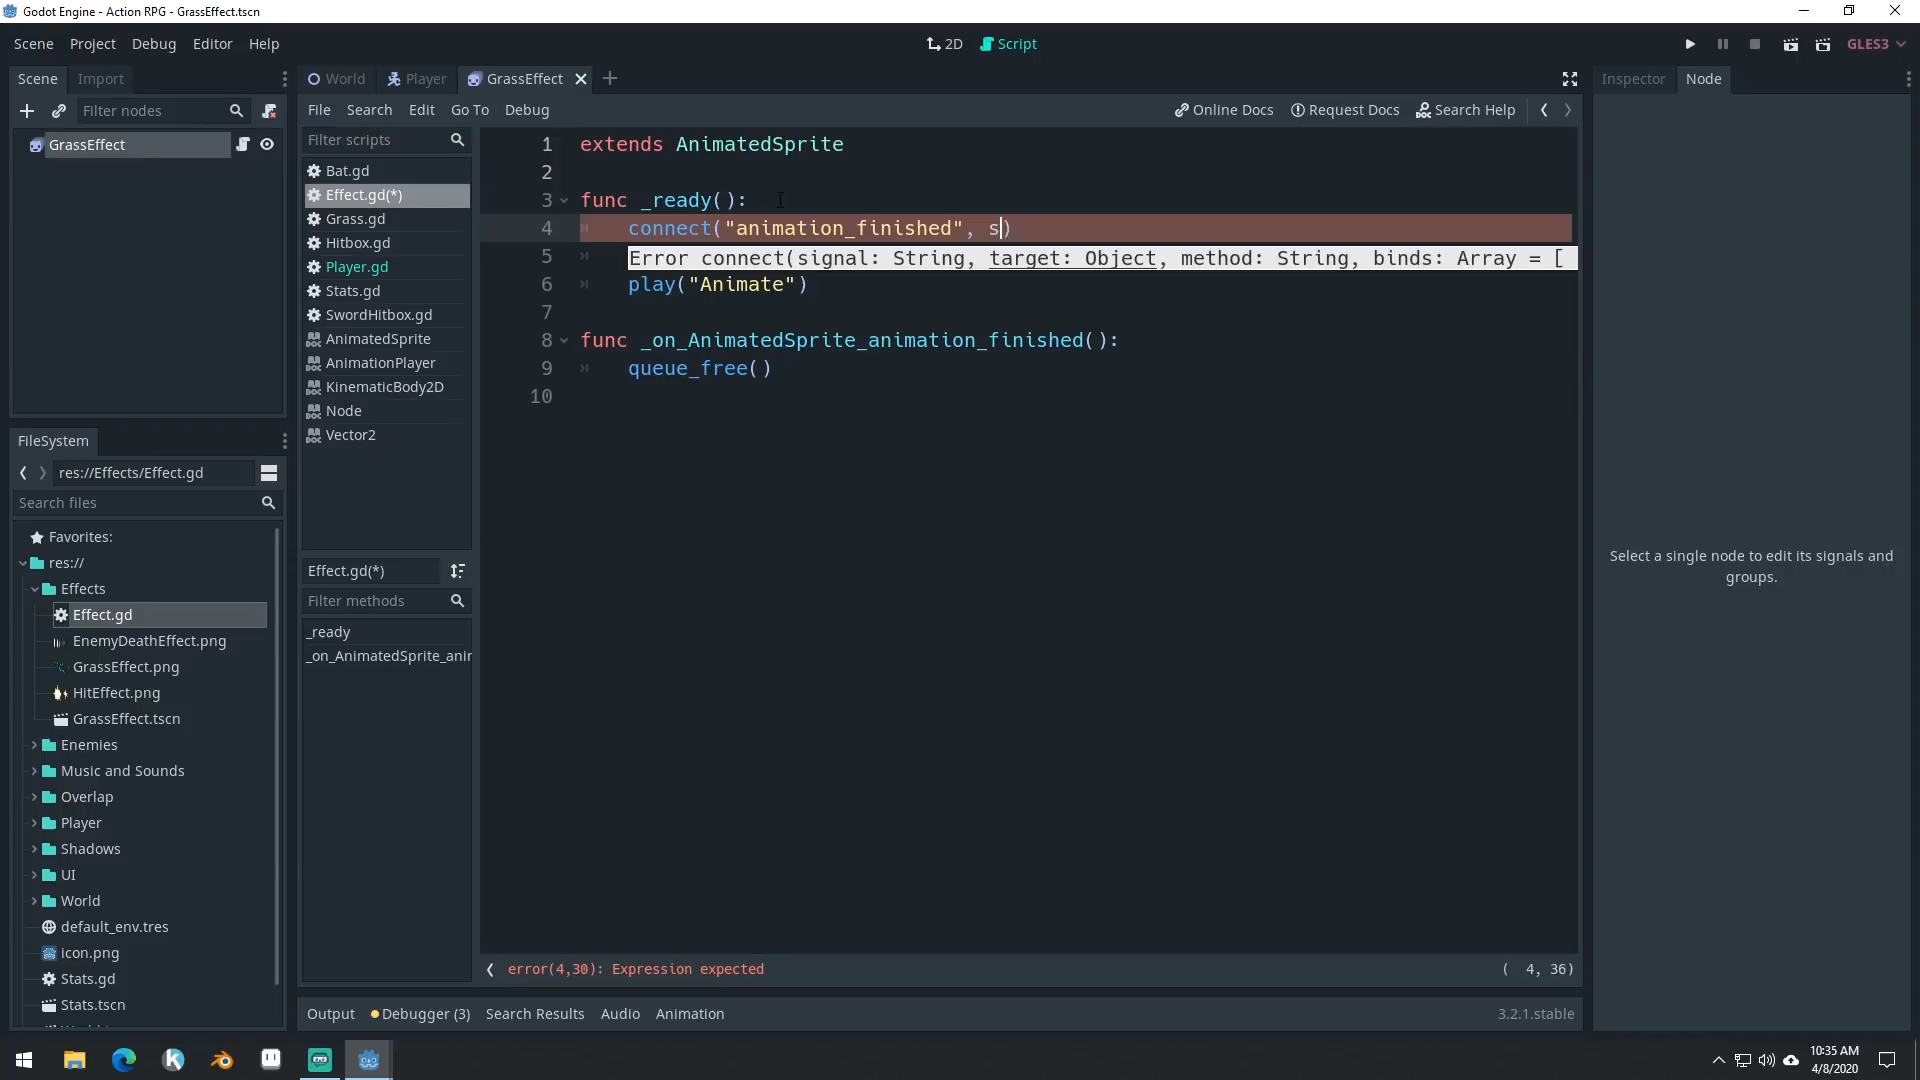 Godot Engine - Action RPG - GrassEffect.tscn
Scene Project Debug Editor Help
2D Script
GLES3
Scene Import
World Player GrassEffect
Inspector Node
Filter nodes
File Search Edit Go To Debug
Online Docs Request Docs Search Help
GrassEffect
Filter scripts
Bat.gd
Effect.gd(*)
Grass.gd
Hitbox.gd
Player.gd
Stats.gd
SwordHitbox.gd
AnimatedSprite
AnimationPlayer
KinematicBody2D
Node
Vector2
1 extends AnimatedSprite
2
3 func _ready():
4 connect("animation_finished", s)
5 Error connect(signal: String, target: Object, method: String, binds: Array = [
6 play("Animate")
7
8 func _on_AnimatedSprite_animation_finished():
9 queue_free()
10
Select a single node to edit its signals and
groups.
FileSystem
res://Effects/Effect.gd
Search files
Favorites:
res://
Effects
Effect.gd
EnemyDeathEffect.png
GrassEffect.png
HitEffect.png
GrassEffect.tscn
Enemies
Music and Sounds
Overlap
Player
Shadows
UI
World
default_env.tres
icon.png
Stats.gd
Stats.tscn
Effect.gd(*)
Filter methods
_ready
_on_AnimatedSprite_anir
error(4,30): Expression expected
( 4, 36)
Output Debugger (3) Search Results Audio Animation
3.2.1.stable
10:35 AM
4/8/2020